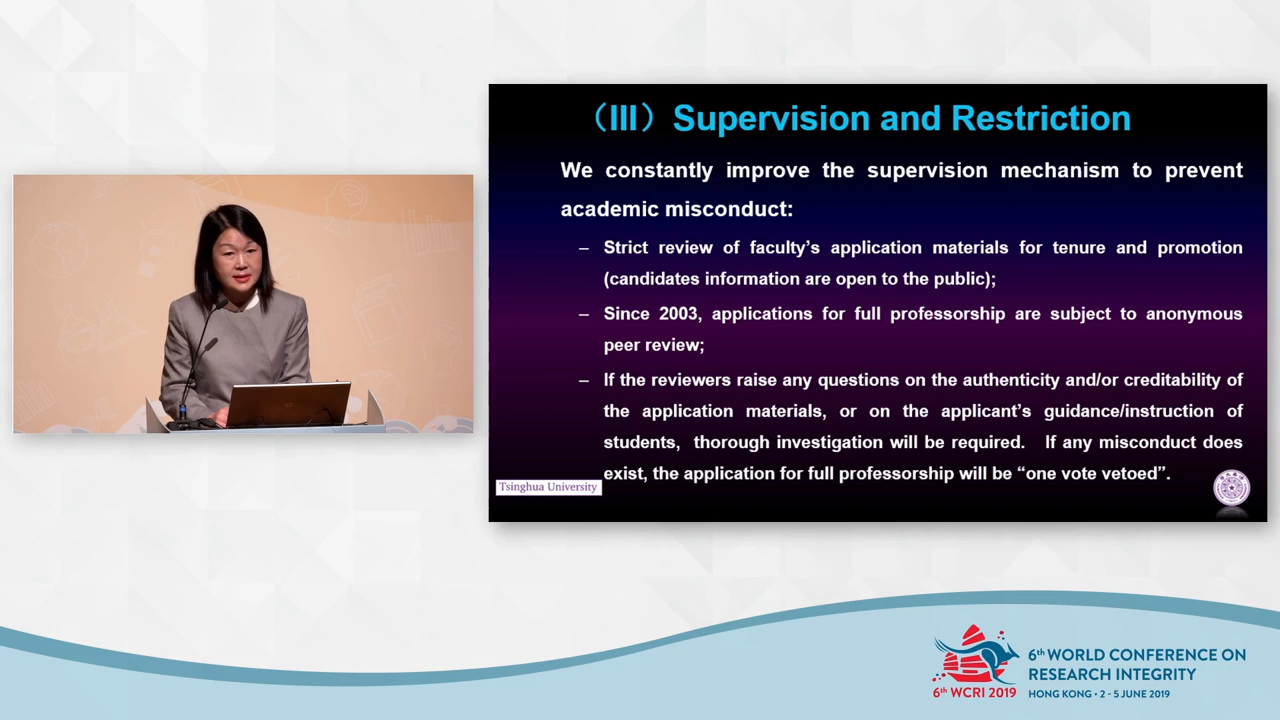 （III）Supervision and Restriction
We constantly improve the supervision mechanism to prevent
academic misconduct:
– Strict review of faculty's application materials for tenure and promotion
(candidates information are open to the public);
– Since 2003, applications for full professorship are subject to anonymous
peer review;
– If the reviewers raise any questions on the authenticity and/or creditability of
the application materials, or on the applicant's guidance/instruction of
students, thorough investigation will be required. If any misconduct does
exist, the application for full professorship will be “one vote vetoed”.
Tsinghua University
6th WCRI 2019
6th WORLD CONFERENCE ON
RESEARCH INTEGRITY
HONG KONG • 2 - 5 JUNE 2019